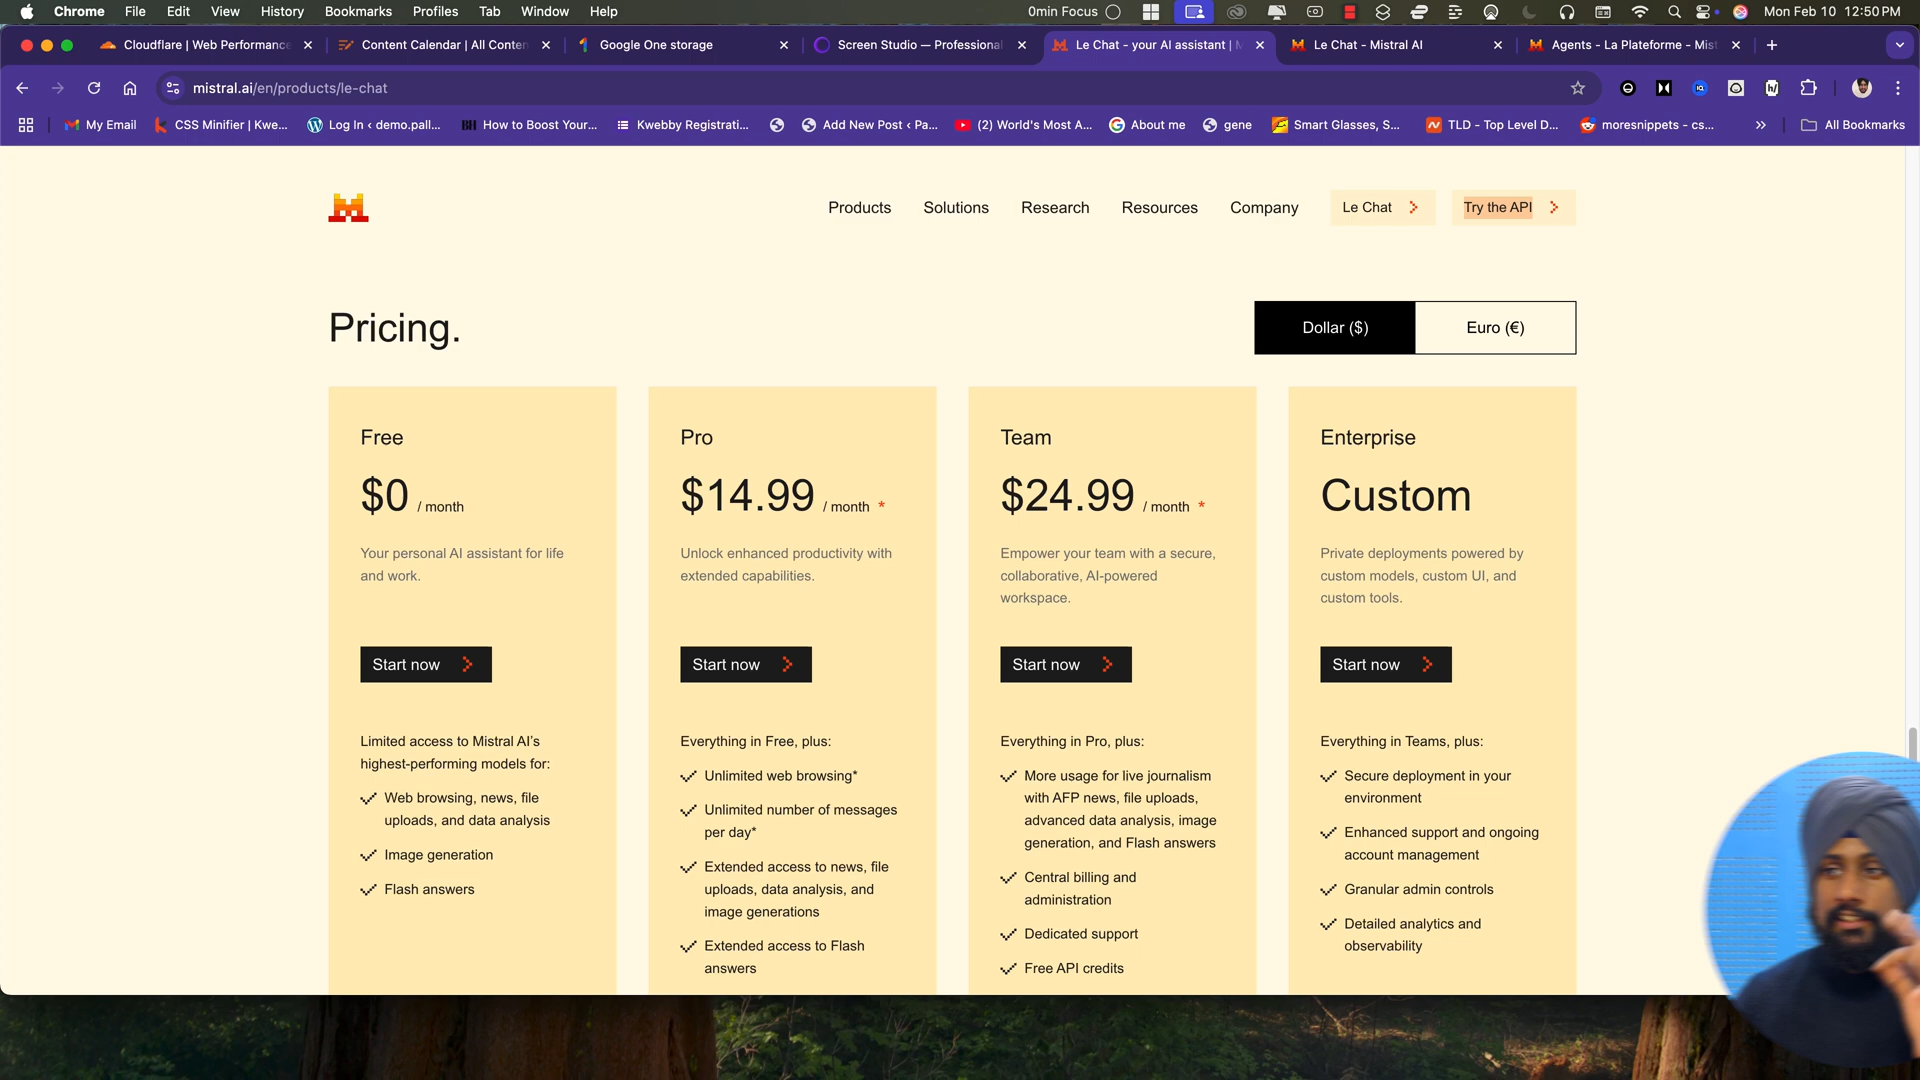 Chrome File Edit View History Bookmarks Profiles Tab Window Help 0min Focus Mon Feb 10 12:50 PM
Cloudflare | Web Performance Content Calendar | All Conten Google One storage Screen Studio — Professional Le Chat - your AI assistant | M Le Chat - Mistral AI Agents - La Plateforme - Mist
mistral.ai/en/products/le-chat
My Email CSS Minifier | Kwe... Log In ‹ demo.pall... How to Boost Your... Kwebby Registrati... Add New Post ‹ Pa... (2) World's Most A... About me gene Smart Glasses, S... TLD - Top Level D... moresnippets - cs... All Bookmarks
Products Solutions Research Resources Company Le Chat Try the API
Pricing.
Dollar ($) Euro (€)
Free
$0 / month
Your personal AI assistant for life
and work.
Start now
Limited access to Mistral AI's
highest-performing models for:
Web browsing, news, file
uploads, and data analysis
Image generation
Flash answers
Pro
$14.99 / month *
Unlock enhanced productivity with
extended capabilities.
Start now
Everything in Free, plus:
Unlimited web browsing*
Unlimited number of messages
per day*
Extended access to news, file
uploads, data analysis, and
image generations
Extended access to Flash
answers
Team
$24.99 / month *
Empower your team with a secure,
collaborative, AI-powered
workspace.
Start now
Everything in Pro, plus:
More usage for live journalism
with AFP news, file uploads,
advanced data analysis, image
generation, and Flash answers
Central billing and
administration
Dedicated support
Free API credits
Enterprise
Custom
Private deployments powered by
custom models, custom UI, and
custom tools.
Start now
Everything in Teams, plus:
Secure deployment in your
environment
Enhanced support and ongoing
account management
Granular admin controls
Detailed analytics and
observability